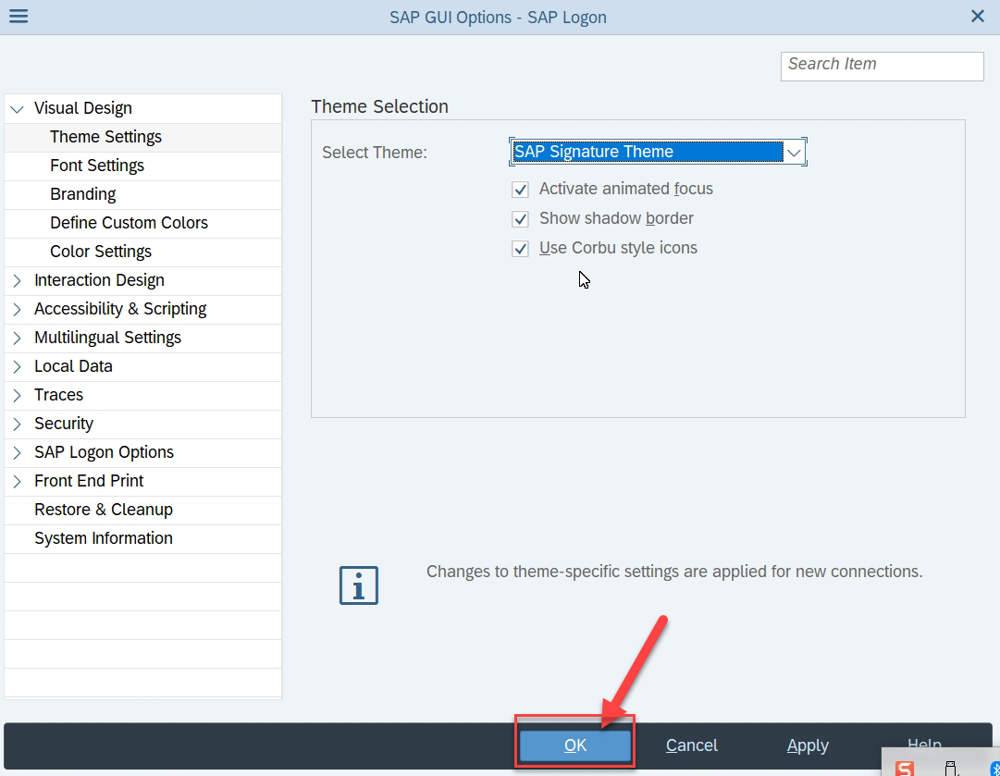 SAP GUI Options - SAP Logon
Search Item
Visual Design
Theme Settings
Font Settings
Branding
Define Custom Colors
Color Settings
Interaction Design
Accessibility & Scripting
Multilingual Settings
Local Data
Traces
Security
SAP Logon Options
Front End Print
Restore & Cleanup
System Information
Theme Selection
Select Theme: SAP Signature Theme
Activate animated focus
Show shadow border
Use Corbu style icons
Changes to theme-specific settings are applied for new connections.
OK Cancel Apply Help